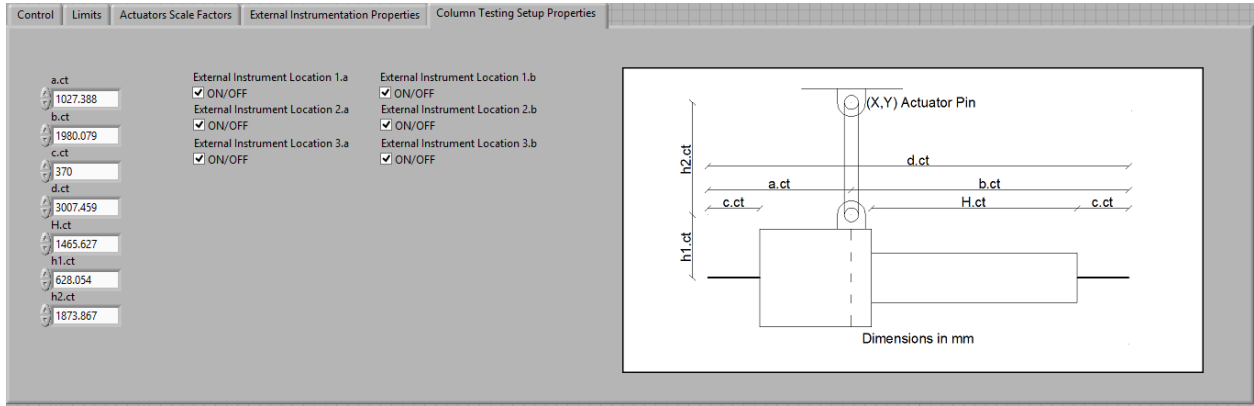 Control Limits Actuators Scale Factors External Instrumentation Properties Column Testing Setup Properties
a.ct
1027.388
b.ct
1980.079
c.ct
370
d.ct
3007.459
H.ct
1465.627
h1.ct
628.054
h2.ct
1873.867
External Instrument Location 1.a External Instrument Location 1.b
ON/OFF ON/OFF
External Instrument Location 2.a External Instrument Location 2.b
ON/OFF ON/OFF
External Instrument Location 3.a External Instrument Location 3.b
ON/OFF ON/OFF
(X,Y) Actuator Pin
h2.ct
d.ct
a.ct b.ct
c.ct H.ct c.ct
h1.ct
Dimensions in mm